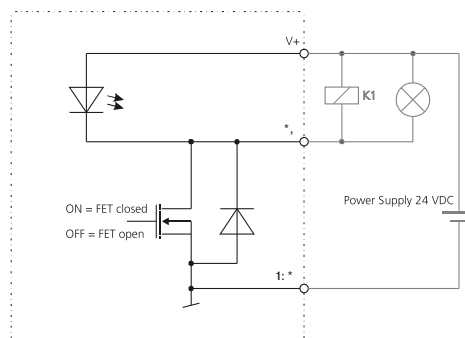 V+
K1
*,
Power Supply 24 VDC
ON = FET closed
OFF = FET open
1: *